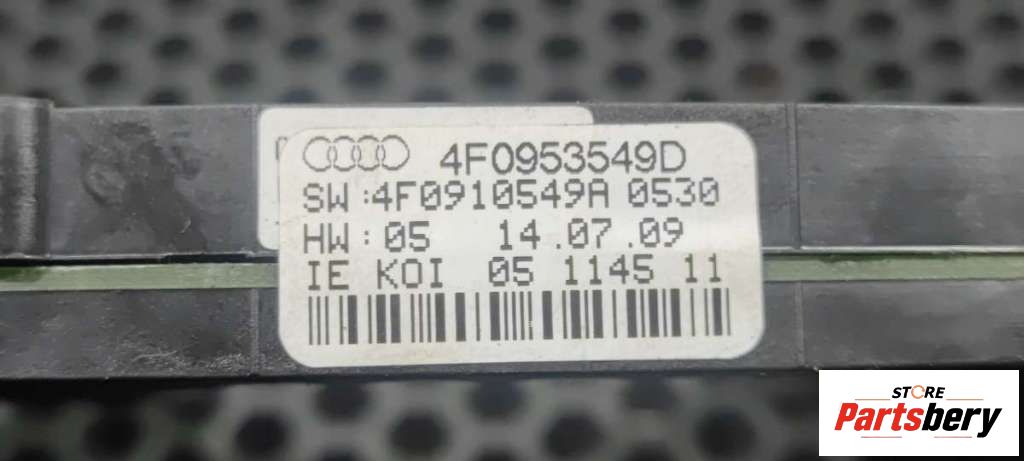 4F0953549D
SW:4F0910549A 0530
HW:05 14.07.09
IE KOI 05 1145 11
STORE
Partsbery